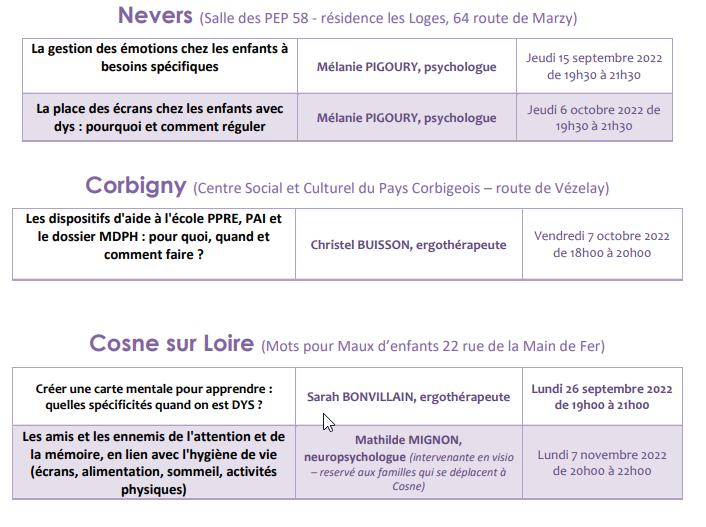 Nevers (Salle des PEP 58 - résidence les Loges, 64 route de Marzy)
La gestion des émotions chez les enfants à
besoins spécifiques
Mélanie PIGOURY, psychologue
Jeudi 15 septembre 2022
de 19h30 à 21h30
La place des écrans chez les enfants avec
dys : pourquoi et comment réguler
Mélanie PIGOURY, psychologue
Jeudi 6 octobre 2022 de
19h30 à 21h30
Corbigny (Centre Social et Culturel du Pays Corbigeois – route de Vézelay)
Les dispositifs d'aide à l'école PPRE, PAI et
le dossier MDPH : pour quoi, quand et
comment faire ?
Christel BUISSON, ergothérapeute
Vendredi 7 octobre 2022
de 18h00 à 20h00
Cosne sur Loire (Mots pour Maux d'enfants 22 rue de la Main de Fer)
Créer une carte mentale pour apprendre :
quelles spécificités quand on est DYS ?
Sarah BONVILLAIN, ergothérapeute
Lundi 26 septembre 2022
de 19h00 à 21h00
Les amis et les ennemis de l'attention et de
la mémoire, en lien avec l'hygiène de vie
(écrans, alimentation, sommeil, activités
physiques)
Mathilde MIGNON,
neuropsychologue (intervenante en visio
– reservé aux familles qui se déplacent à
Cosne)
Lundi 7 novembre 2022
de 20h00 à 22h00